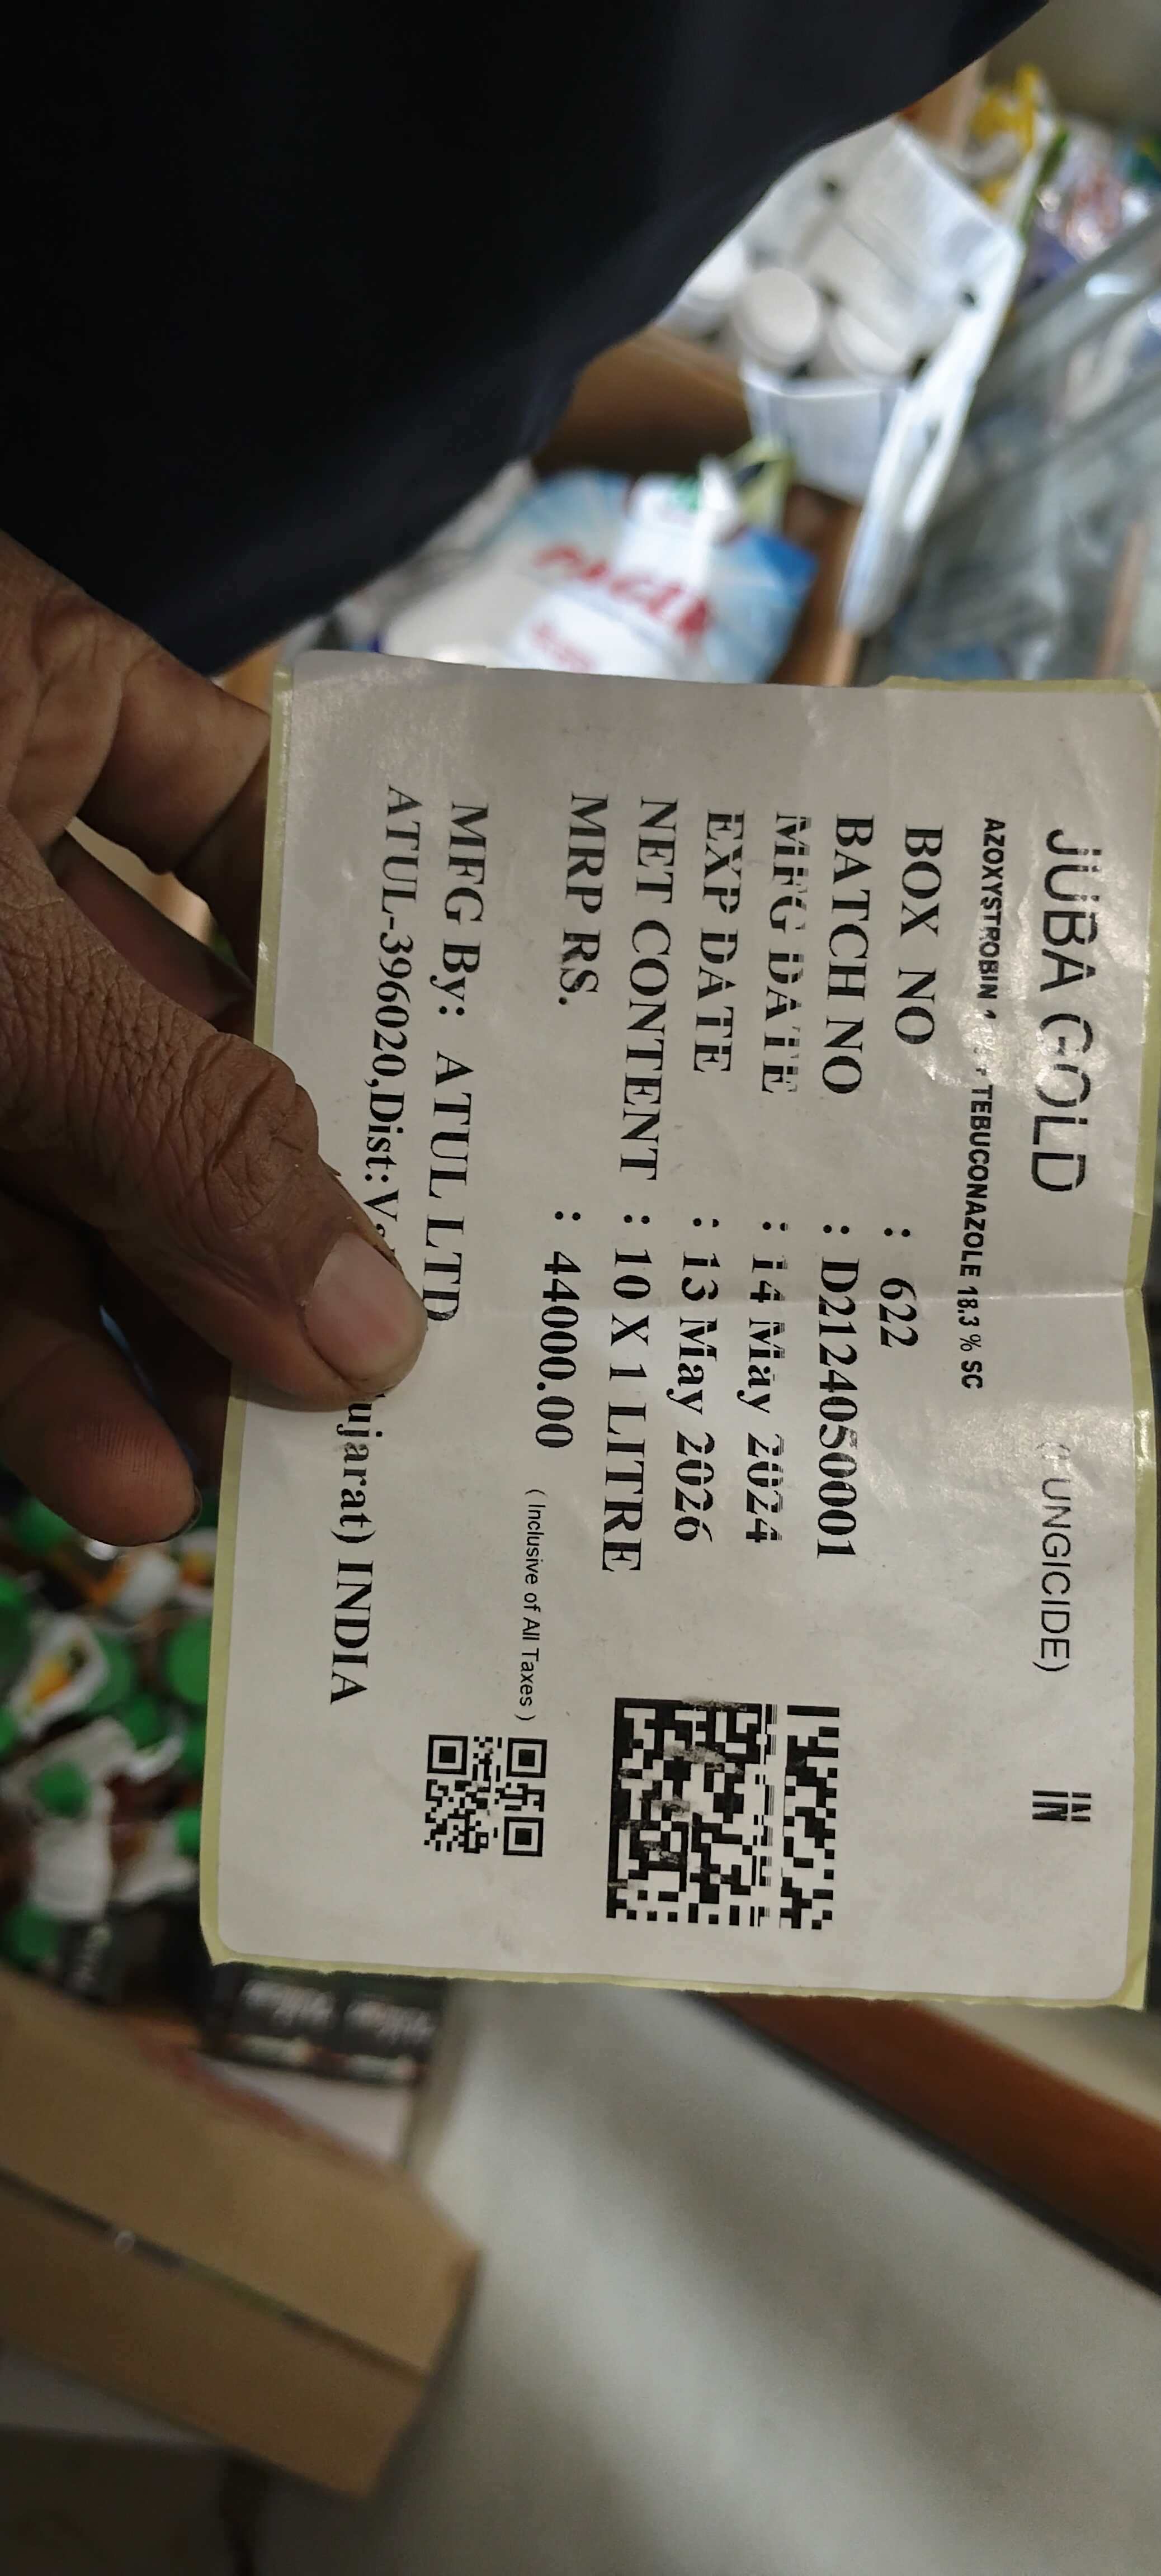 JUBA GOLD (FUNGICIDE) IN
AZOXYSTROBIN TEBUCONAZOLE 18.3 % SC
BOX NO : 622
BATCH NO : D2124050001
MFG DATE : 14 May 2024
EXP DATE : 13 May 2026
NET CONTENT : 10 X 1 LITRE
MRP RS. : 44000.00 ( Inclusive of All Taxes )
MFG By: ATUL LTD
ATUL-396020,Dist: INDIA